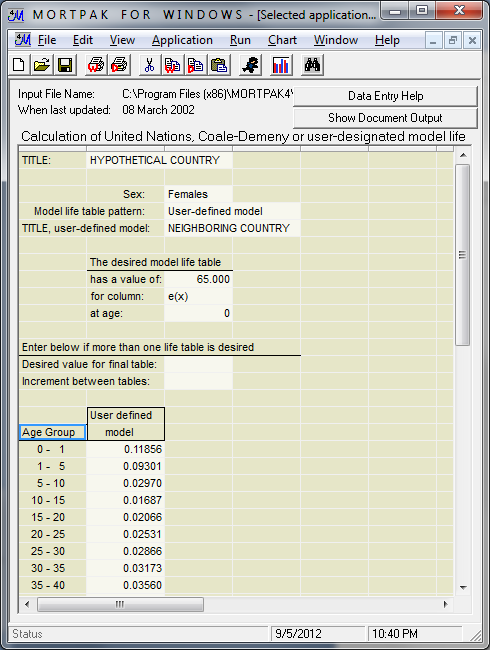 MORTPAK FOR WINDOWS - [Selected application...
File Edit View Application Run Chart Window Help
Input File Name: C:\Program Files (x86)\MORTPAK4\
When last updated: 08 March 2002
Data Entry Help
Show Document Output
Calculation of United Nations, Coale-Demeny or user-designated model life
TITLE: HYPOTHETICAL COUNTRY
Sex: Females
Model life table pattern: User-defined model
TITLE, user-defined model: NEIGHBORING COUNTRY
The desired model life table
has a value of: 65.000
for column: e(x)
at age: 0
Enter below if more than one life table is desired
Desired value for final table:
Increment between tables:
User defined
Age Group model
0 - 1 0.11856
1 - 5 0.09301
5 - 10 0.02970
10 - 15 0.01687
15 - 20 0.02066
20 - 25 0.02531
25 - 30 0.02866
30 - 35 0.03173
35 - 40 0.03560
Status 9/5/2012 10:40 PM